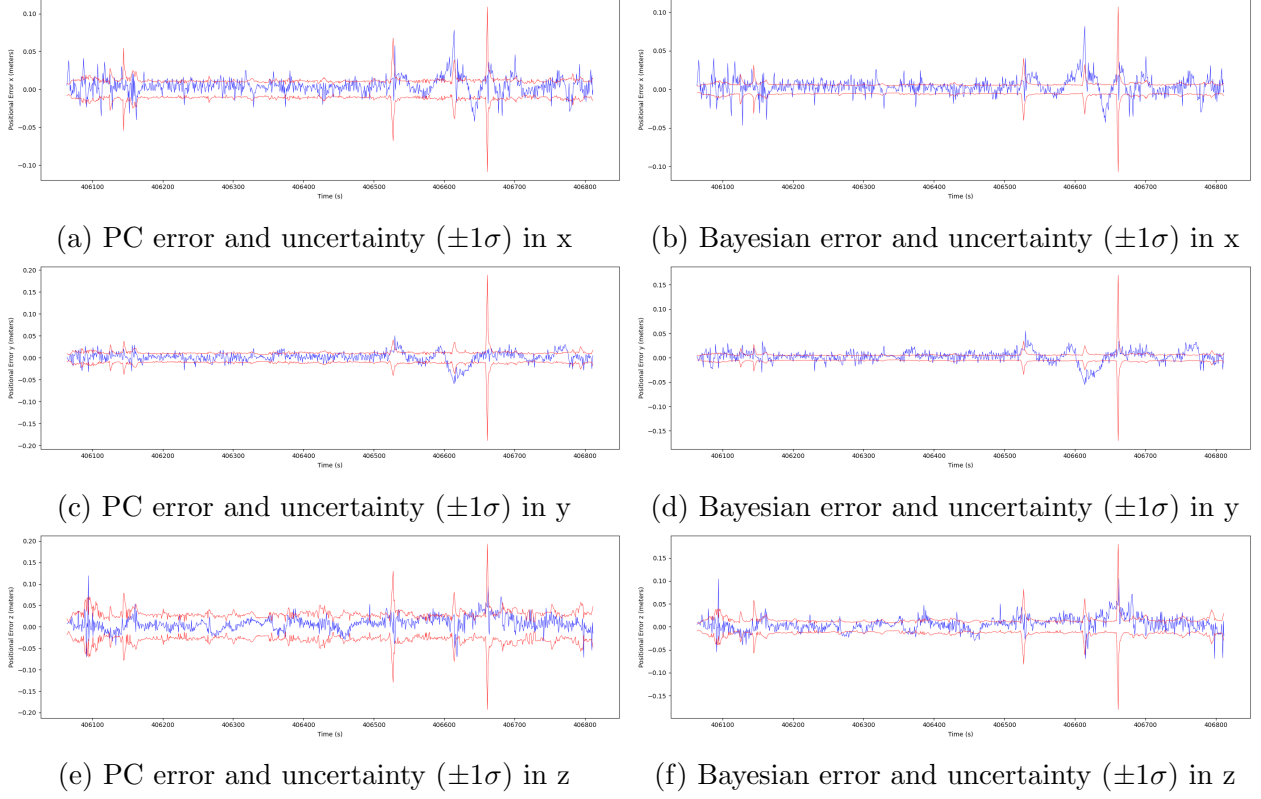 0.10
0.05
0.00
−0.05
−0.10
Positional Error x (meters)
406100 406200 406300 406400 406500 406600 406700 406800
Time (s)
(a) PC error and uncertainty (±1σ) in x
0.10
0.05
0.00
−0.05
−0.10
Positional Error x (meters)
406100 406200 406300 406400 406500 406600 406700 406800
Time (s)
(b) Bayesian error and uncertainty (±1σ) in x
0.20
0.15
0.10
0.05
0.00
−0.05
−0.10
−0.15
−0.20
Positional Error y (meters)
406100 406200 406300 406400 406500 406600 406700 406800
Time (s)
(c) PC error and uncertainty (±1σ) in y
0.15
0.10
0.05
0.00
−0.05
−0.10
−0.15
Positional Error y (meters)
406100 406200 406300 406400 406500 406600 406700 406800
Time (s)
(d) Bayesian error and uncertainty (±1σ) in y
0.20
0.15
0.10
0.05
0.00
−0.05
−0.10
−0.15
−0.20
Positional Error z (meters)
406100 406200 406300 406400 406500 406600 406700 406800
Time (s)
(e) PC error and uncertainty (±1σ) in z
0.15
0.10
0.05
0.00
−0.05
−0.10
−0.15
Positional Error z (meters)
406100 406200 406300 406400 406500 406600 406700 406800
Time (s)
(f) Bayesian error and uncertainty (±1σ) in z